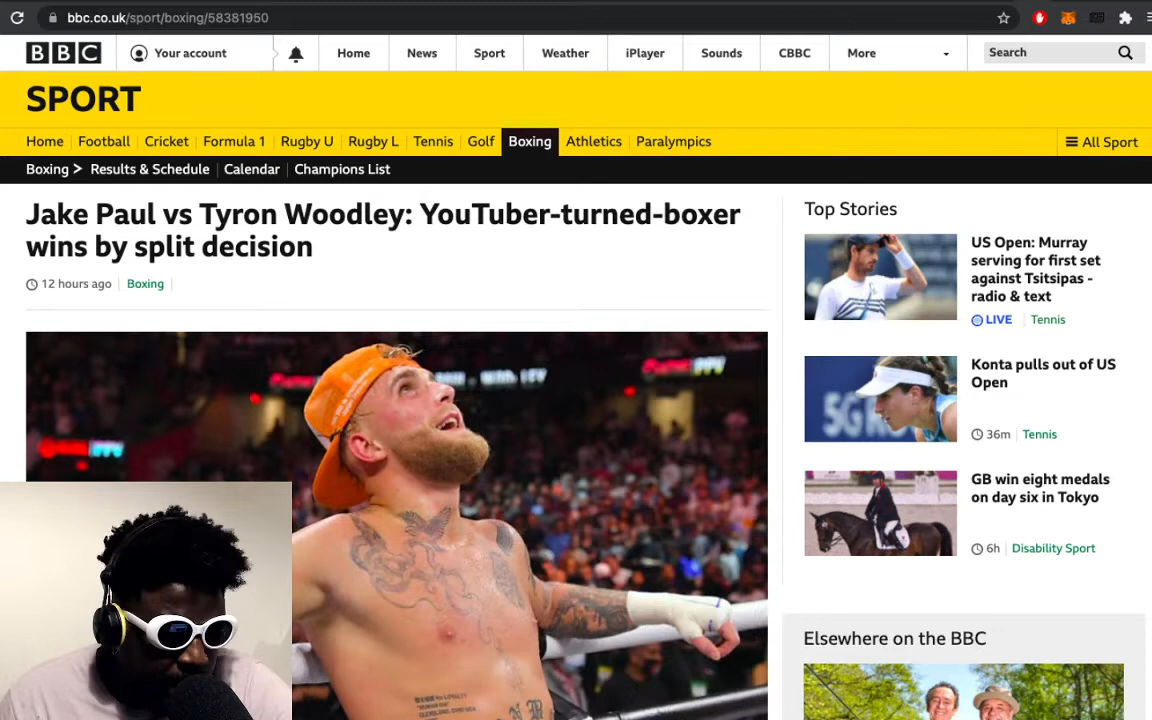 bbc.co.uk/sport/boxing/58381950
BBC
Your account
Home
News
Sport
Weather
iPlayer
Sounds
CBBC
More
Search
SPORT
Home
Football
Cricket
Formula 1
Rugby U
Rugby L
Tennis
Golf
Boxing
Athletics
Paralympics
All Sport
Boxing
Results & Schedule
Calendar
Champions List
Jake Paul vs Tyron Woodley: YouTuber-turned-boxer
wins by split decision
12 hours ago
Boxing
Top Stories
US Open: Murray
serving for first set
against Tsitsipas -
radio & text
LIVE
Tennis
Konta pulls out of US
Open
36m
Tennis
GB win eight medals
on day six in Tokyo
6h
Disability Sport
Elsewhere on the BBC
PPV
5G